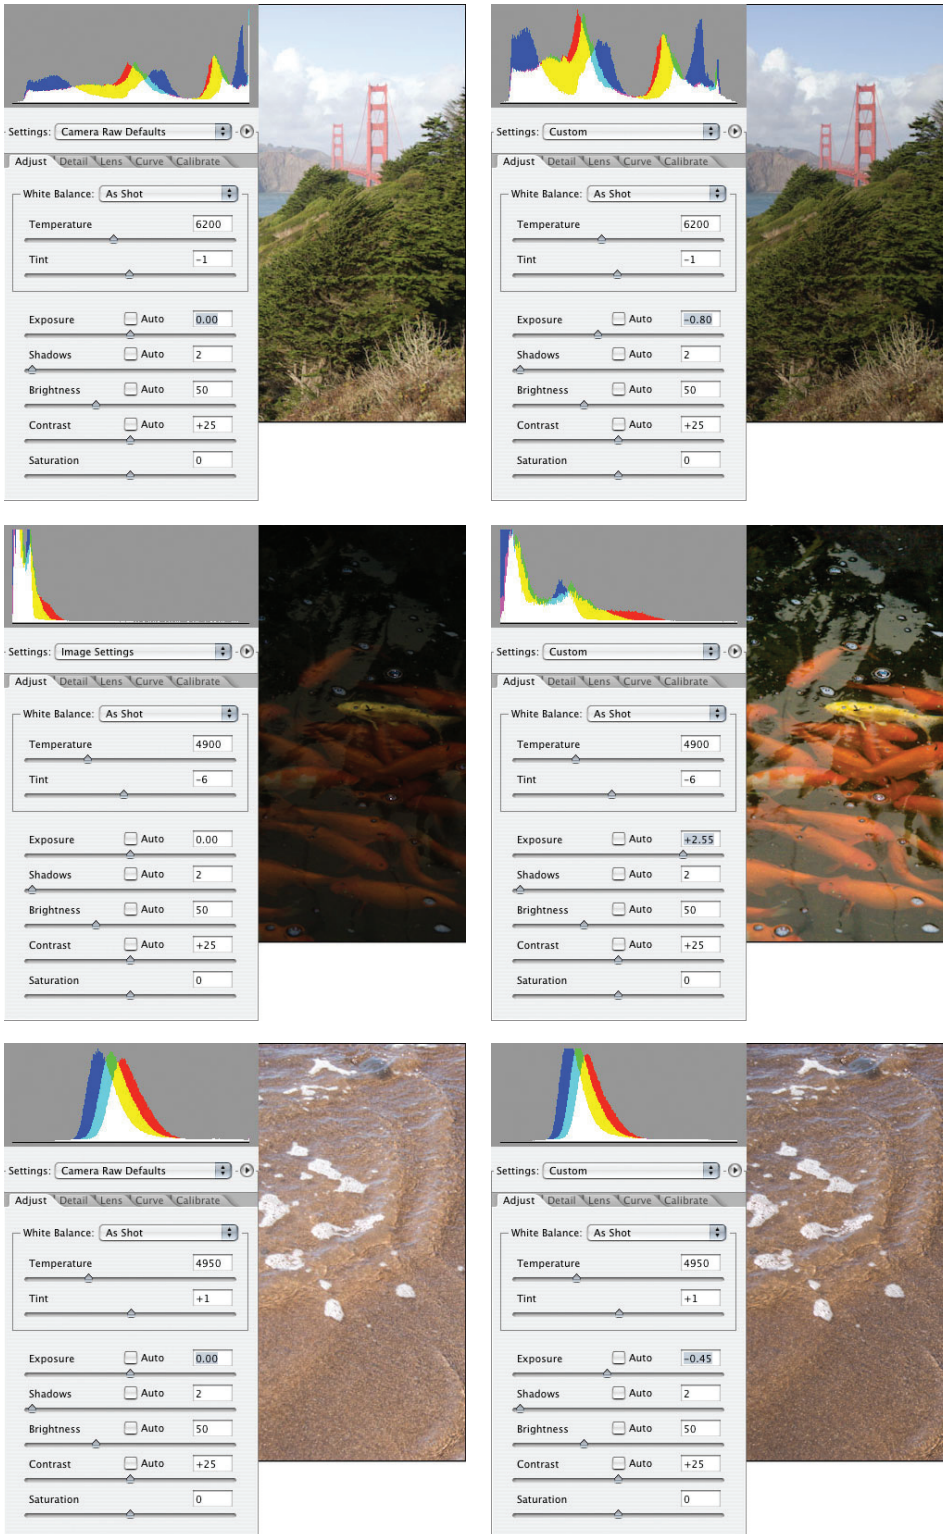 Settings: Camera Raw Defaults
Adjust Detail Lens Curve Calibrate
White Balance: As Shot
Temperature 6200
Tint -1
Exposure Auto 0.00
Shadows Auto 2
Brightness Auto 50
Contrast Auto +25
Saturation 0
Settings: Custom
Adjust Detail Lens Curve Calibrate
White Balance: As Shot
Temperature 6200
Tint -1
Exposure Auto -0.80
Shadows Auto 2
Brightness Auto 50
Contrast Auto +25
Saturation 0
Settings: Image Settings
Adjust Detail Lens Curve Calibrate
White Balance: As Shot
Temperature 4900
Tint -6
Exposure Auto 0.00
Shadows Auto 2
Brightness Auto 50
Contrast Auto +25
Saturation 0
Settings: Custom
Adjust Detail Lens Curve Calibrate
White Balance: As Shot
Temperature 4900
Tint -6
Exposure Auto +2.55
Shadows Auto 2
Brightness Auto 50
Contrast Auto +25
Saturation 0
Settings: Camera Raw Defaults
Adjust Detail Lens Curve Calibrate
White Balance: As Shot
Temperature 4950
Tint +1
Exposure Auto 0.00
Shadows Auto 2
Brightness Auto 50
Contrast Auto +25
Saturation 0
Settings: Custom
Adjust Detail Lens Curve Calibrate
White Balance: As Shot
Temperature 4950
Tint +1
Exposure Auto -0.45
Shadows Auto 2
Brightness Auto 50
Contrast Auto +25
Saturation 0